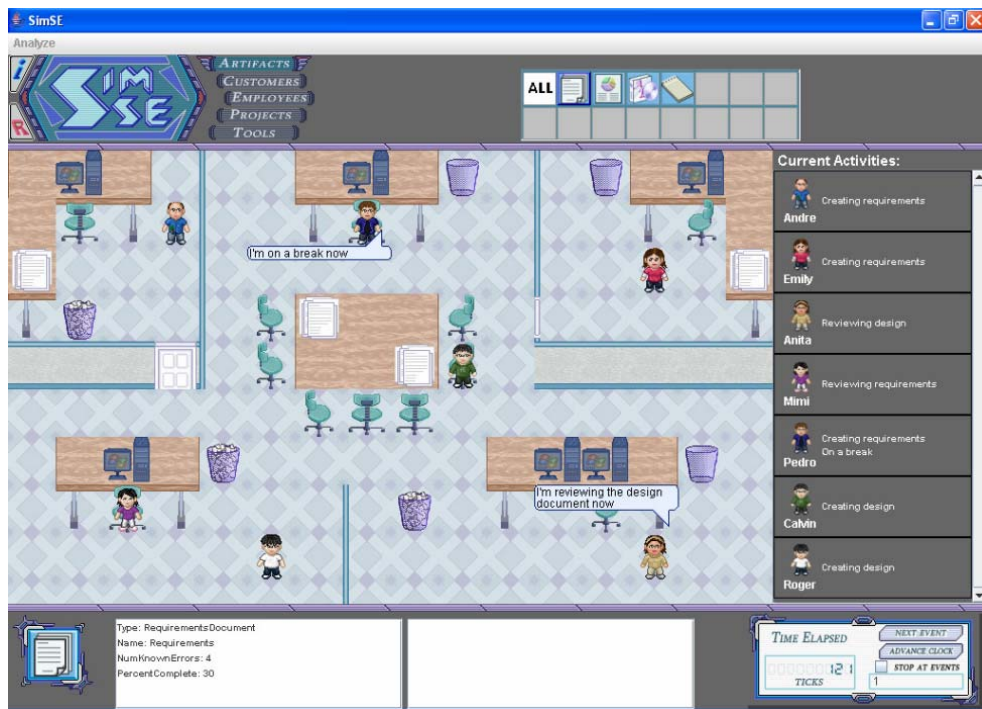 SimSE
Analyze
i
R
SIM
SE
ARTIFACTS
CUSTOMERS
EMPLOYEES
PROJECTS
TOOLS
ALL
Current Activities:
Creating requirements
Andre
Creating requirements
Emily
Reviewing design
Anita
Reviewing requirements
Mimi
Creating requirements
On a break
Pedro
Creating design
Calvin
Creating design
Roger
I'm on a break now
I'm reviewing the design
document now
Type: RequirementsDocument
Name: Requirements
NumKnownErrors: 4
PercentComplete: 30
TIME ELAPSED
121
TICKS
NEXT EVENT
ADVANCE CLOCK
STOP AT EVENTS
1